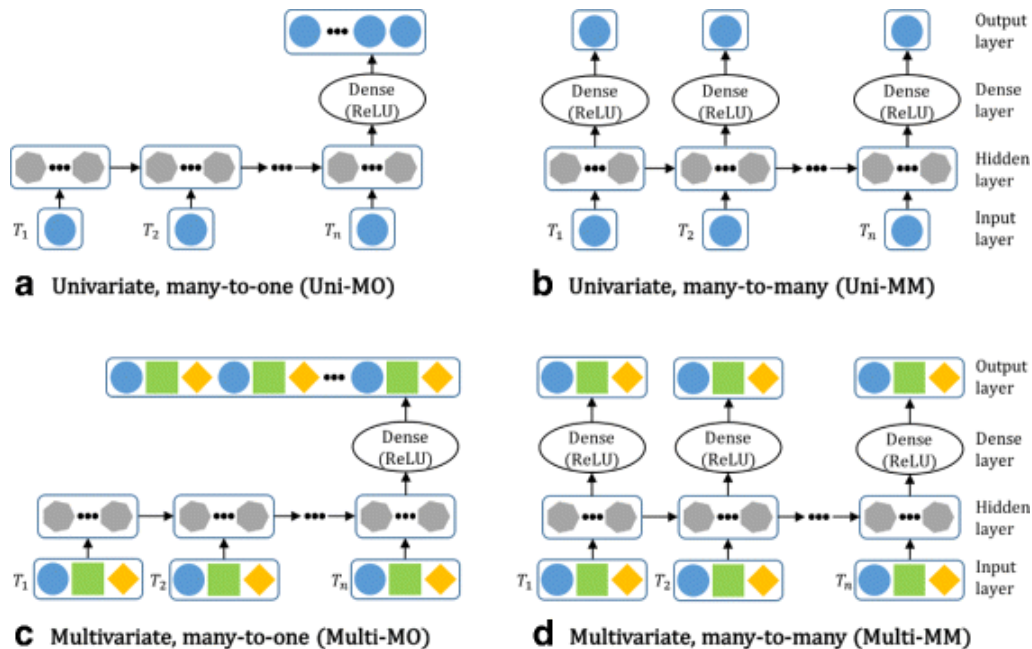 Dense
(ReLU)
T1
T2
Tn
a Univariate, many-to-one (Uni-MO)
Output
layer
Dense
(ReLU)
Dense
(ReLU)
Dense
(ReLU)
Dense
layer
Hidden
layer
T1
T2
Tn
Input
layer
b Univariate, many-to-many (Uni-MM)
Dense
(ReLU)
T1
T2
Tn
c Multivariate, many-to-one (Multi-MO)
Output
layer
Dense
(ReLU)
Dense
(ReLU)
Dense
(ReLU)
Dense
layer
Hidden
layer
T1
T2
Tn
Input
layer
d Multivariate, many-to-many (Multi-MM)